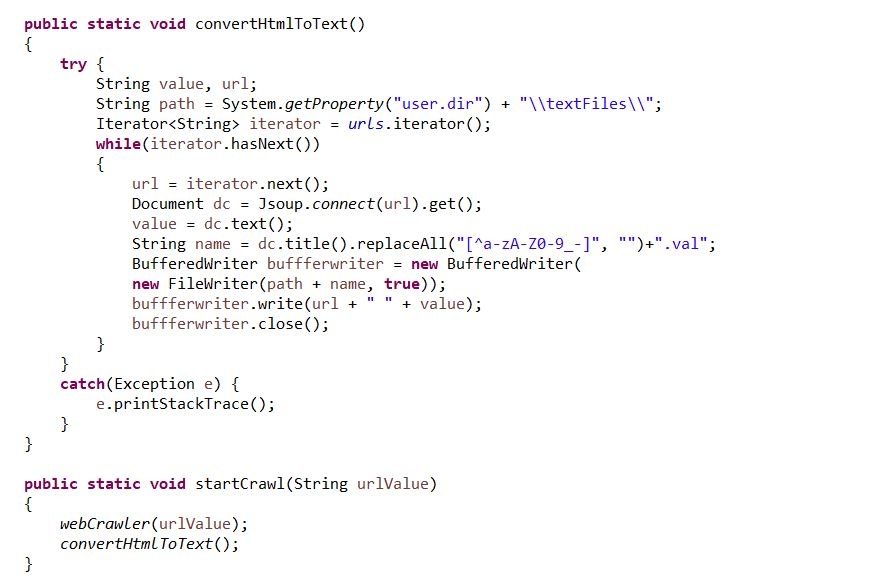 public static void convertHtmlToText()
{
    try {
        String value, url;
        String path = System.getProperty("user.dir") + "\\textFiles\\";
        Iterator<String> iterator = urls.iterator();
        while(iterator.hasNext())
        {
            url = iterator.next();
            Document dc = Jsoup.connect(url).get();
            value = dc.text();
            String name = dc.title().replaceAll("[^a-zA-Z0-9_-]", "")+".val";
            BufferedWriter buffferwriter = new BufferedWriter(
            new FileWriter(path + name, true));
            buffferwriter.write(url + " " + value);
            buffferwriter.close();
        }
    }
    catch(Exception e) {
        e.printStackTrace();
    }
}

public static void startCrawl(String urlValue)
{
    webCrawler(urlValue);
    convertHtmlToText();
}